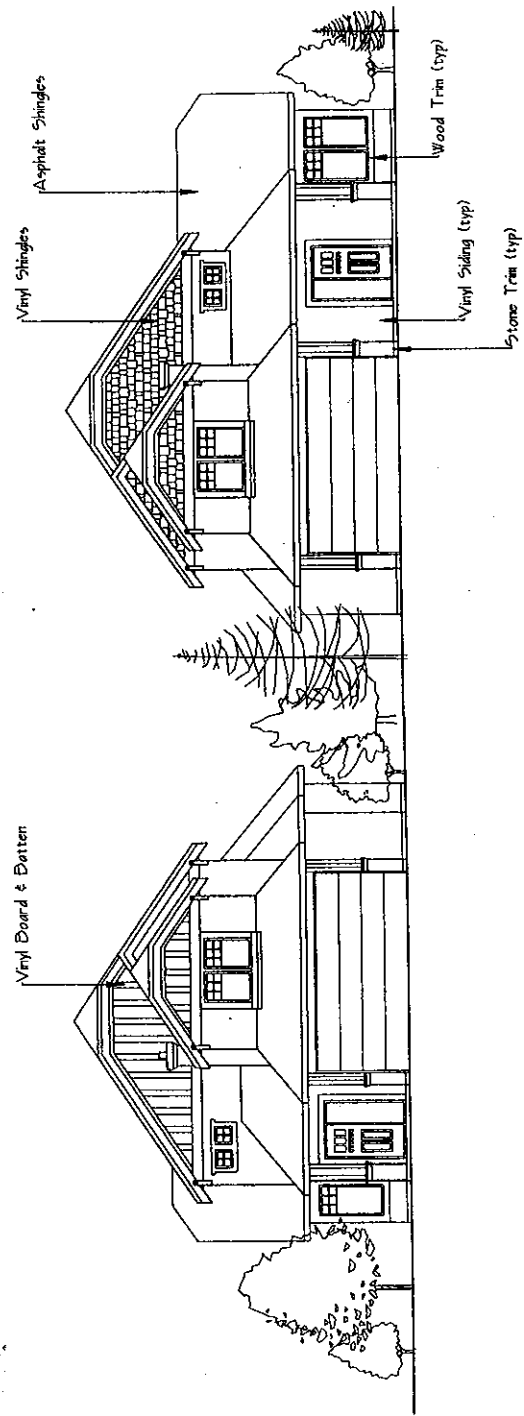 Vinyl Board & Batten
Vinyl Shingles
Asphalt Shingles
Vinyl Siding (typ)
Wood Trim (typ)
Stone Trim (typ)